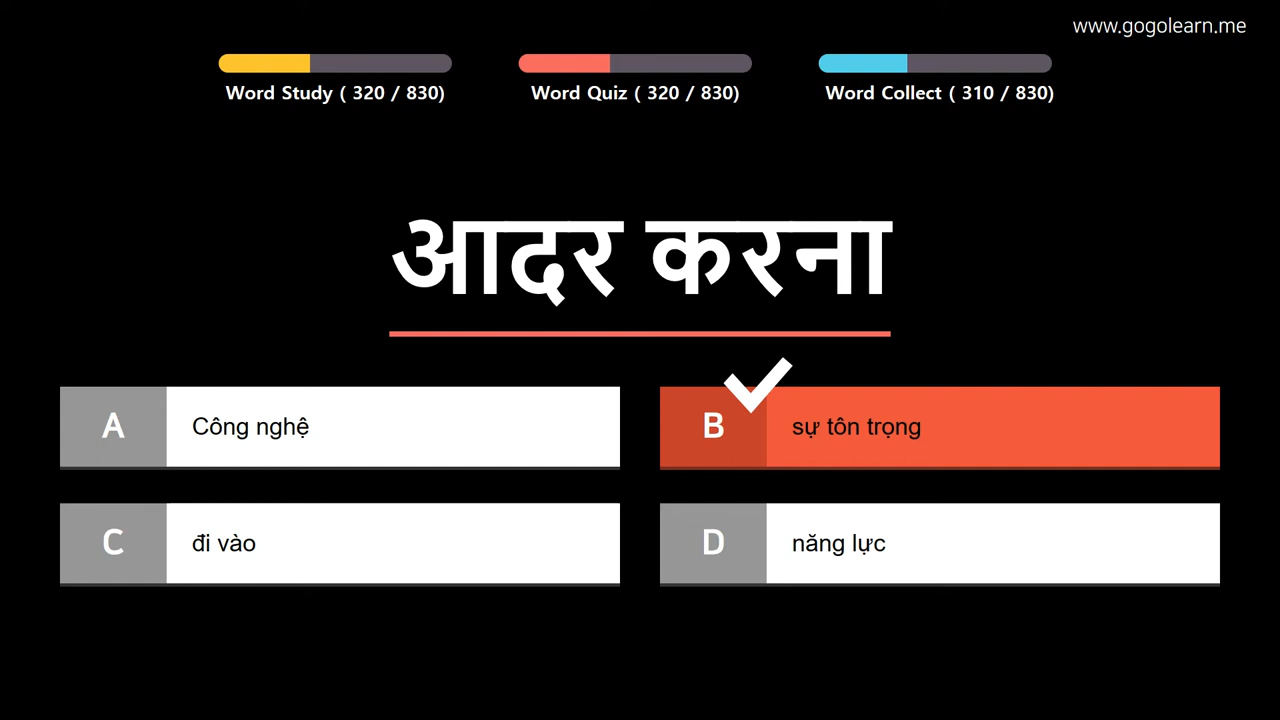 www.gogolearn.me
Word Study ( 320 / 830)
Word Quiz ( 320 / 830)
Word Collect ( 310 / 830)
आदर करना
A
Công nghệ
B
sự tôn trọng
C
đi vào
D
năng lực